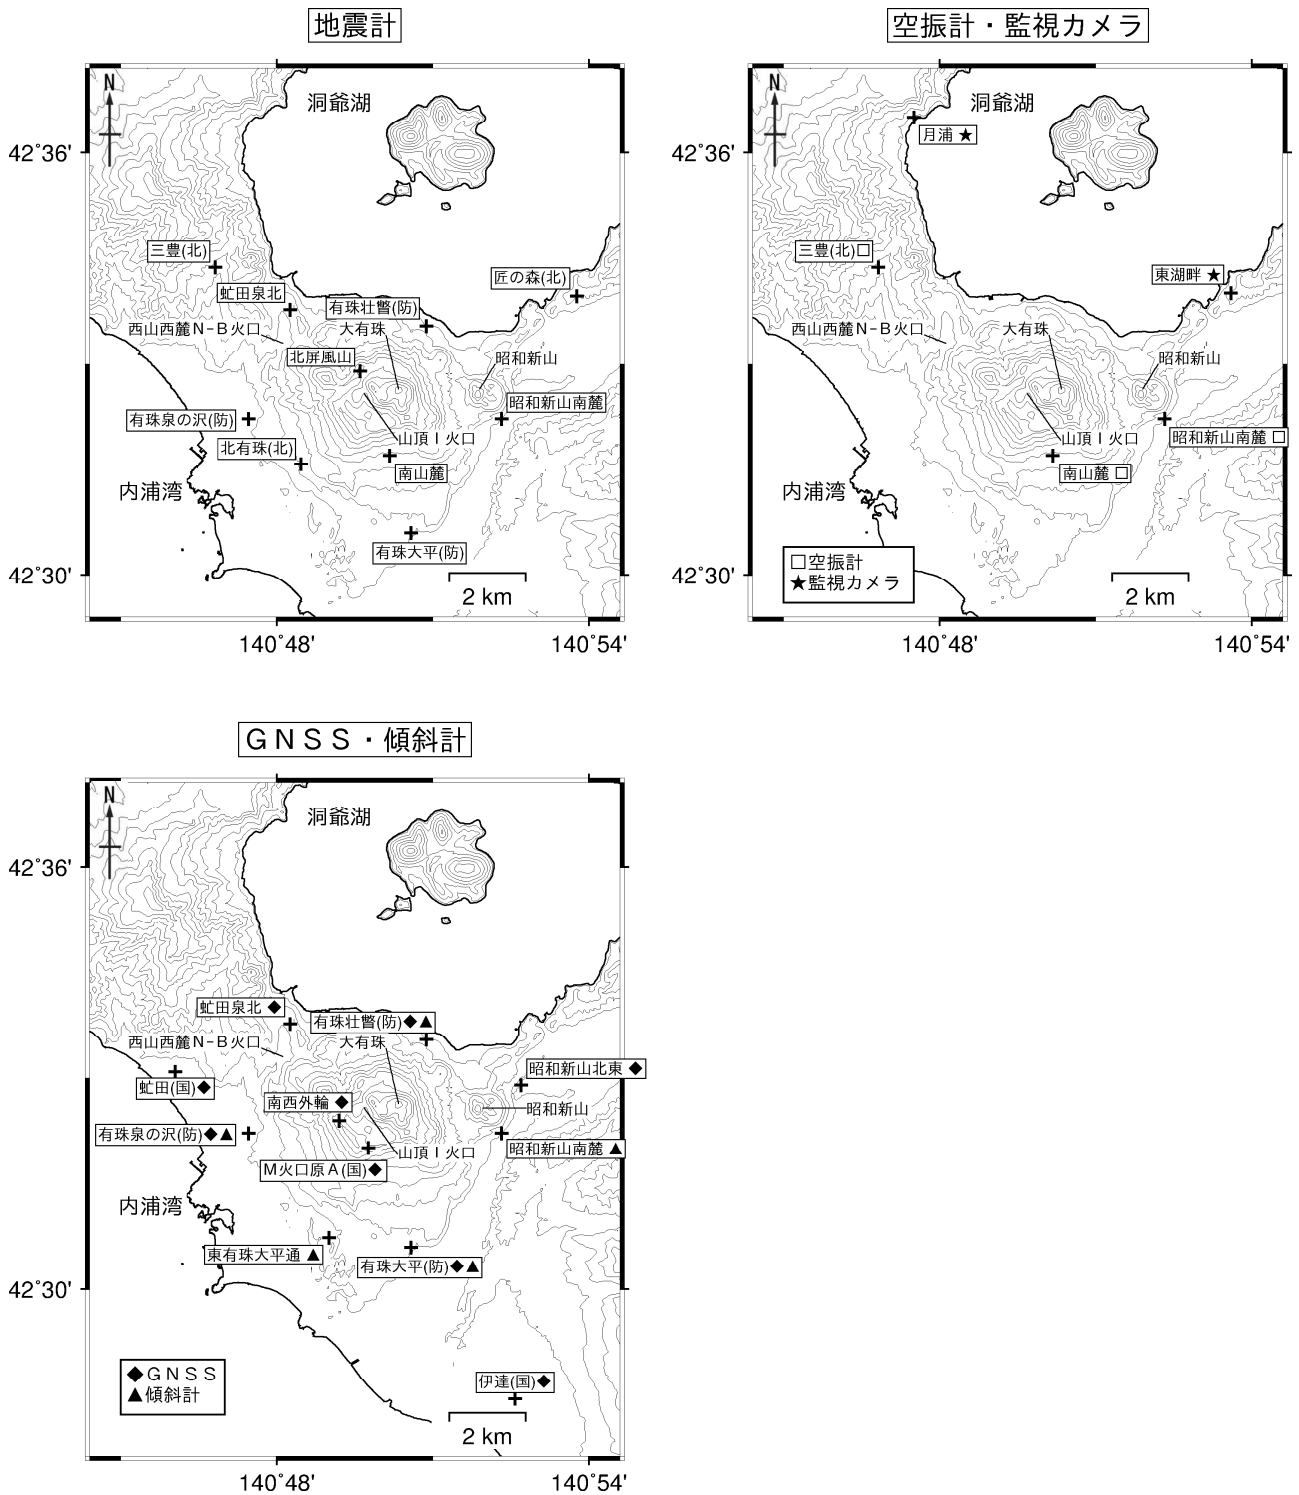 地震計
N
洞爺湖
42˚36'
三豊(北)
匠の森(北)
虻田泉北
有珠壮瞥(防)
西山西麓N-B火口
大有珠
北屏風山
昭和新山
昭和新山南麓
有珠泉の沢(防)
山頂Ⅰ火口
北有珠(北)
南山麓
内浦湾
有珠大平(防)
42˚30'
2 km
140˚48'
140˚54'
空振計・監視カメラ
N
洞爺湖
月浦 ★
42˚36'
三豊(北)□
東湖畔 ★
西山西麓N-B火口
大有珠
昭和新山
山頂Ⅰ火口
昭和新山南麓 □
南山麓 □
内浦湾
□空振計
★監視カメラ
42˚30'
2 km
140˚48'
140˚54'
GNSS・傾斜計
N
洞爺湖
42˚36'
虻田泉北 ◆
有珠壮瞥(防)◆▲
西山西麓N-B火口
大有珠
昭和新山北東 ◆
虻田(国)◆
南西外輪 ◆
昭和新山
有珠泉の沢(防)◆▲
山頂Ⅰ火口
昭和新山南麓 ▲
M火口原A(国)◆
内浦湾
東有珠大平通 ▲
有珠大平(防)◆▲
42˚30'
◆GNSS
▲傾斜計
伊達(国)◆
2 km
140˚48'
140˚54'